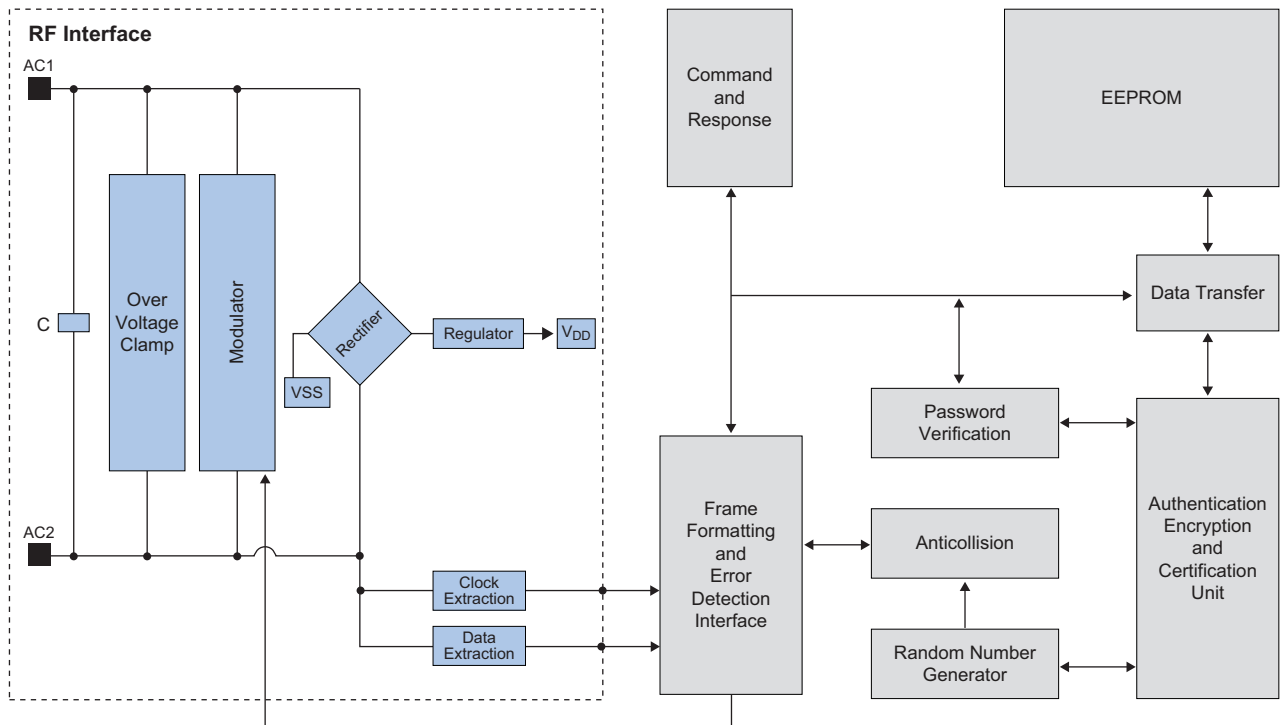 RF Interface
AC1
C
Over
Voltage
Clamp
Modulator
Rectifier
VSS
Regulator
VDD
AC2
Clock
Extraction
Data
Extraction
Command
and
Response
EEPROM
Data Transfer
Password
Verification
Frame
Formatting
and
Error
Detection
Interface
Anticollision
Random Number
Generator
Authentication
Encryption
and
Certification
Unit